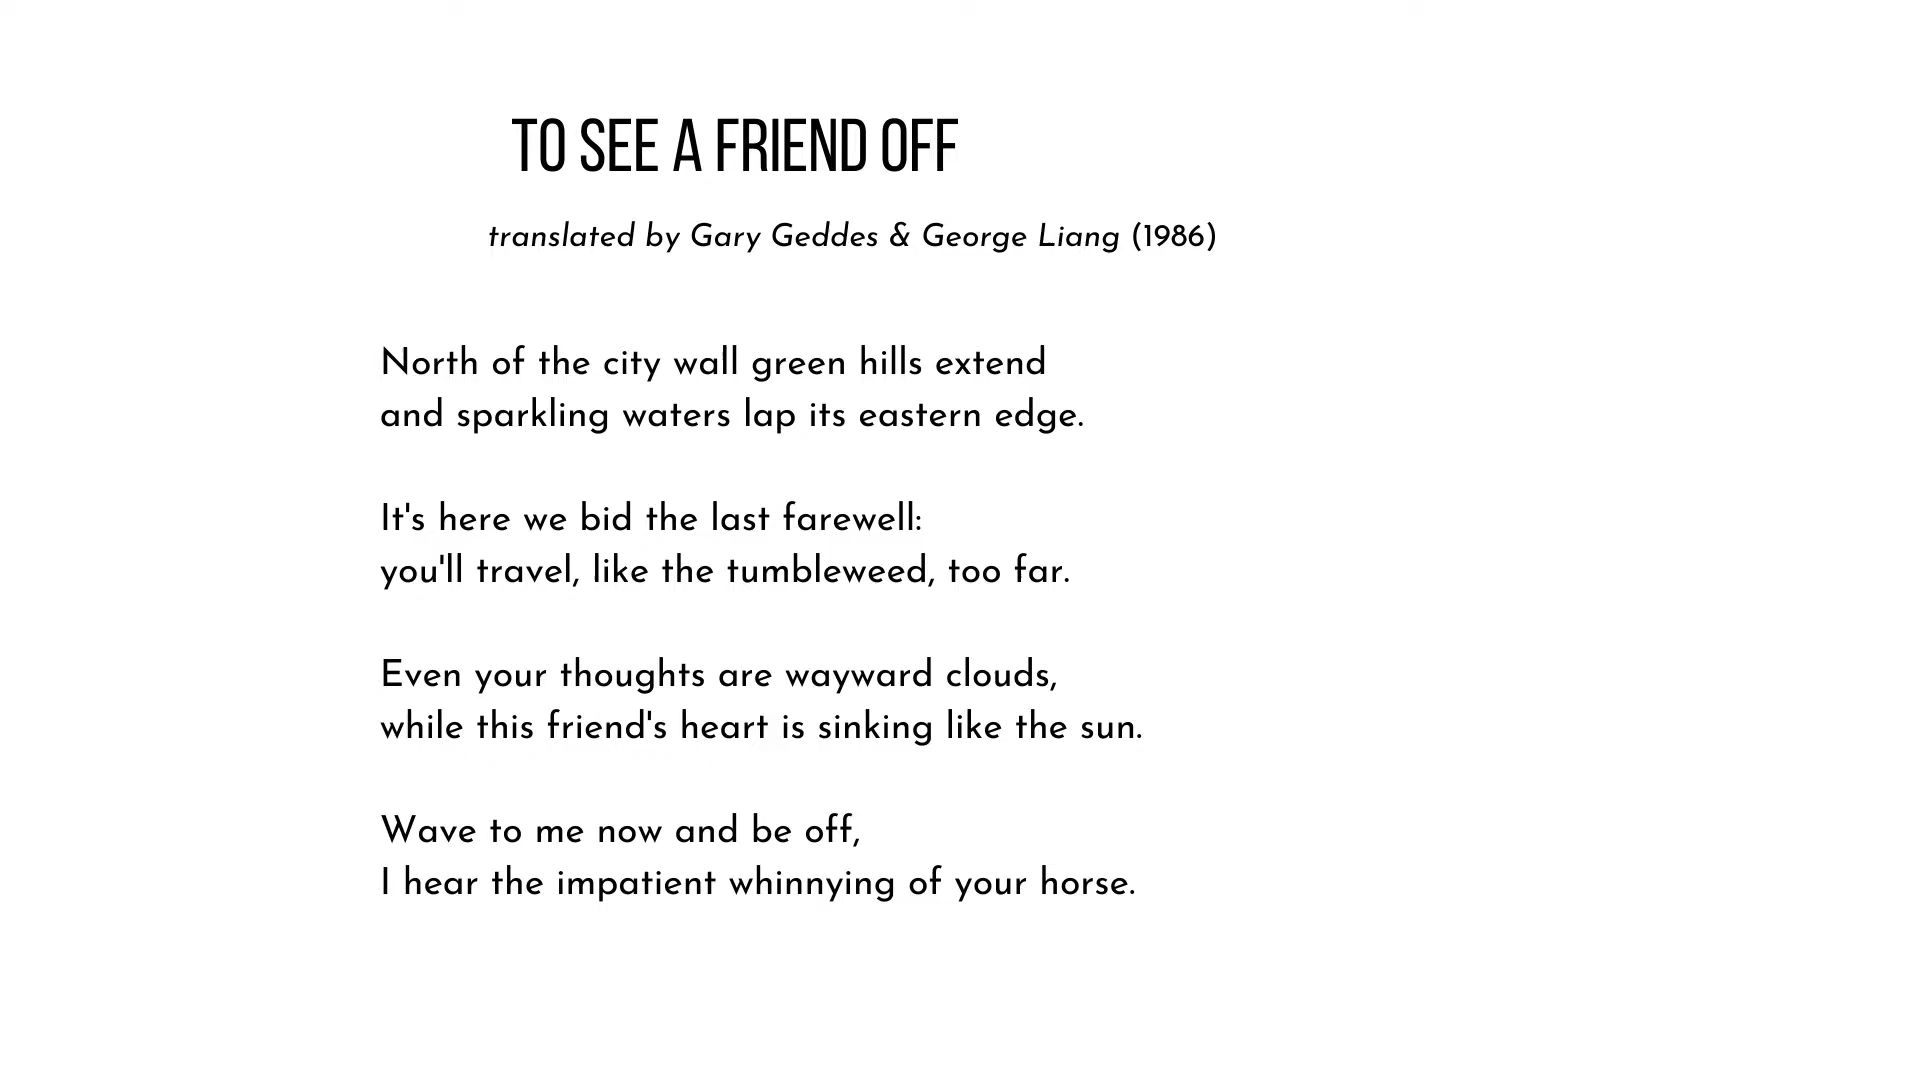 TO SEE A FRIEND OFF
translated by Gary Geddes & George Liang (1986)
North of the city wall green hills extend
and sparkling waters lap its eastern edge.
It's here we bid the last farewell:
you'll travel, like the tumbleweed, too far.
Even your thoughts are wayward clouds,
while this friend's heart is sinking like the sun.
Wave to me now and be off,
I hear the impatient whinnying of your horse.